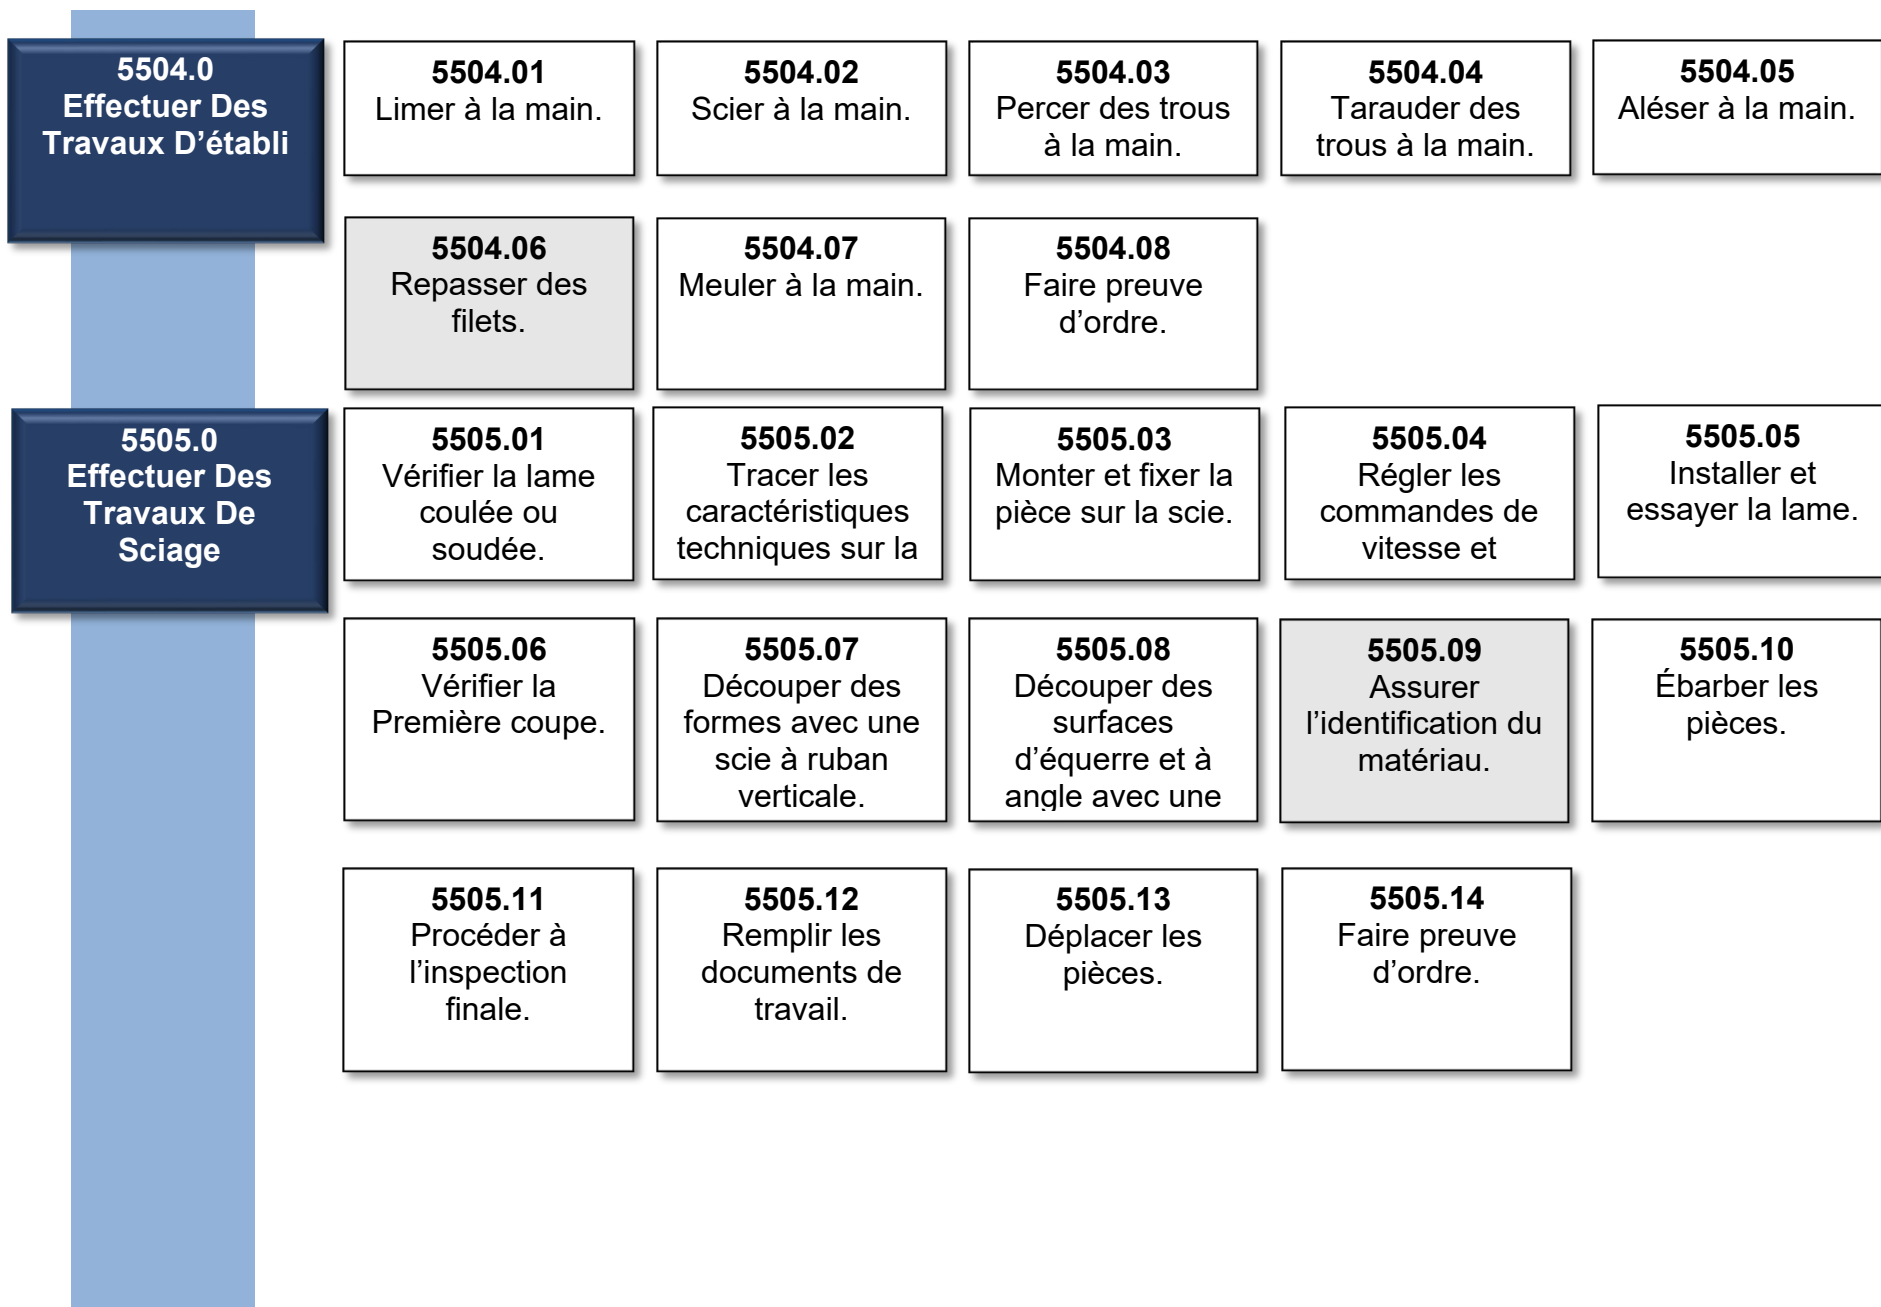 5504.0
Effectuer Des
Travaux D’établi
5504.01
Limer à la main.
5504.02
Scier à la main.
5504.03
Percer des trous
à la main.
5504.04
Tarauder des
trous à la main.
5504.05
Aléser à la main.
5504.06
Repasser des
filets.
5504.07
Meuler à la main.
5504.08
Faire preuve
d’ordre.
5505.0
Effectuer Des
Travaux De
Sciage
5505.01
Vérifier la lame
coulée ou
soudée.
5505.02
Tracer les
caractéristiques
techniques sur la
5505.03
Monter et fixer la
pièce sur la scie.
5505.04
Régler les
commandes de
vitesse et
5505.05
Installer et
essayer la lame.
5505.06
Vérifier la
Première coupe.
5505.07
Découper des
formes avec une
scie à ruban
verticale.
5505.08
Découper des
surfaces
d’équerre et à
angle avec une
5505.09
Assurer
l’identification du
matériau.
5505.10
Ébarber les
pièces.
5505.11
Procéder à
l’inspection
finale.
5505.12
Remplir les
documents de
travail.
5505.13
Déplacer les
pièces.
5505.14
Faire preuve
d’ordre.